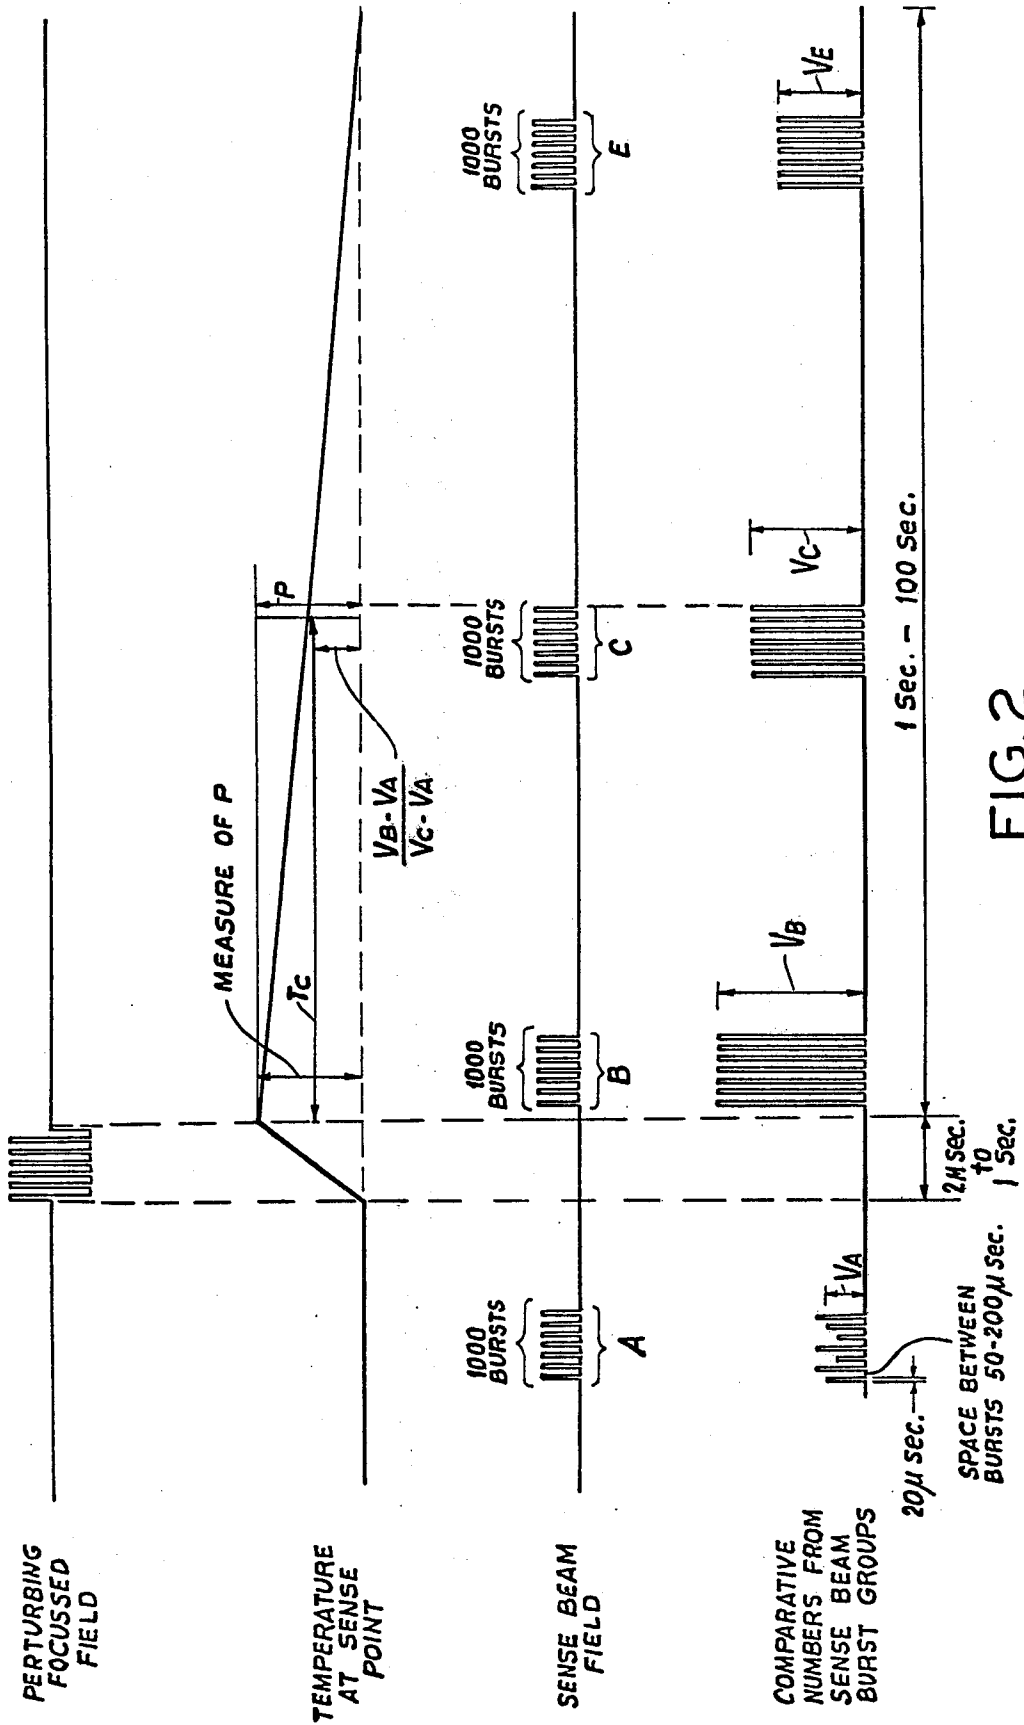 PERTURBING
FOCUSSED
FIELD
TEMPERATURE
AT SENSE
POINT
MEASURE OF P
TC
P
VB-VA
VC-VA
SENSE BEAM
FIELD
1000
BURSTS
A
1000
BURSTS
B
1000
BURSTS
C
1000
BURSTS
E
COMPARATIVE
NUMBERS FROM
SENSE BEAM
BURST GROUPS
VA
VB
VC
VE
20µ sec.
SPACE BETWEEN
BURSTS 50-200µ sec.
2M sec.
to
1 sec.
1 sec. - 100 sec.
FIG. 2